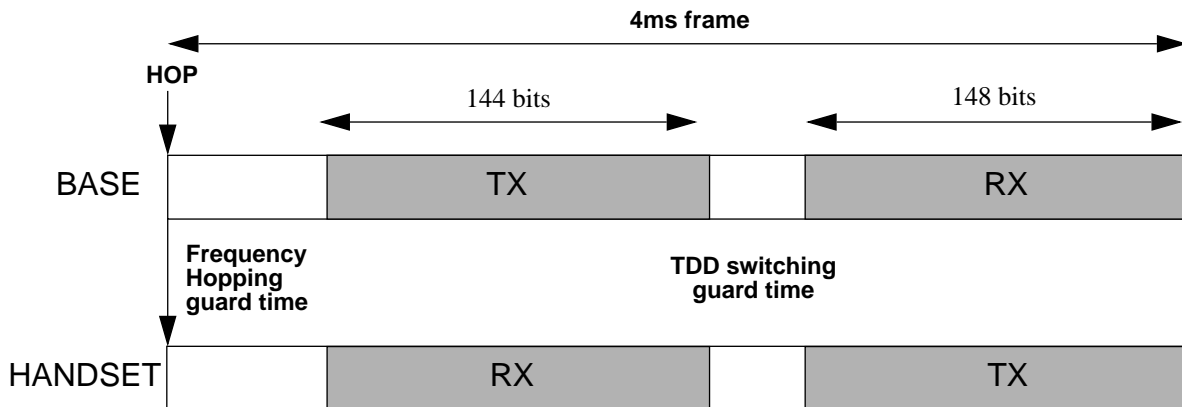 4ms frame
HOP
144 bits
148 bits
BASE
TX
RX
Frequency
Hopping
guard time
TDD switching
guard time
HANDSET
RX
TX